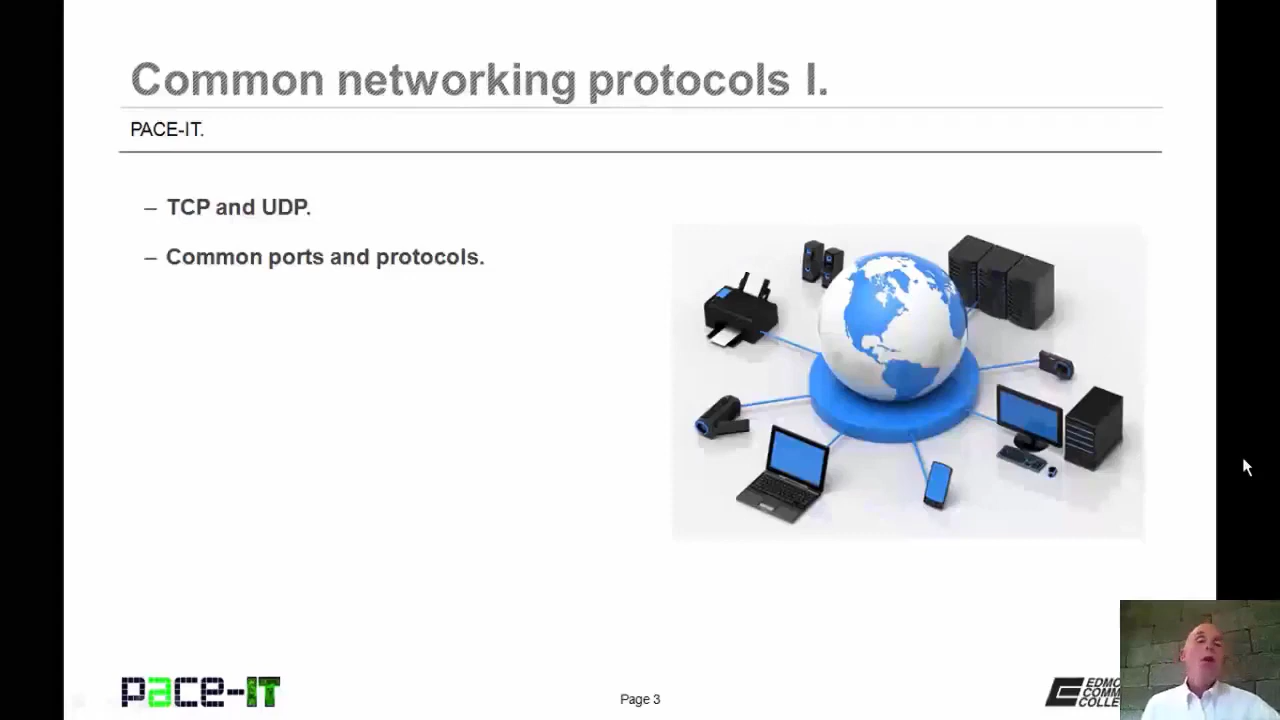 Common networking protocols I.
PACE-IT.
– TCP and UDP.
– Common ports and protocols.
pace-IT
Page 3